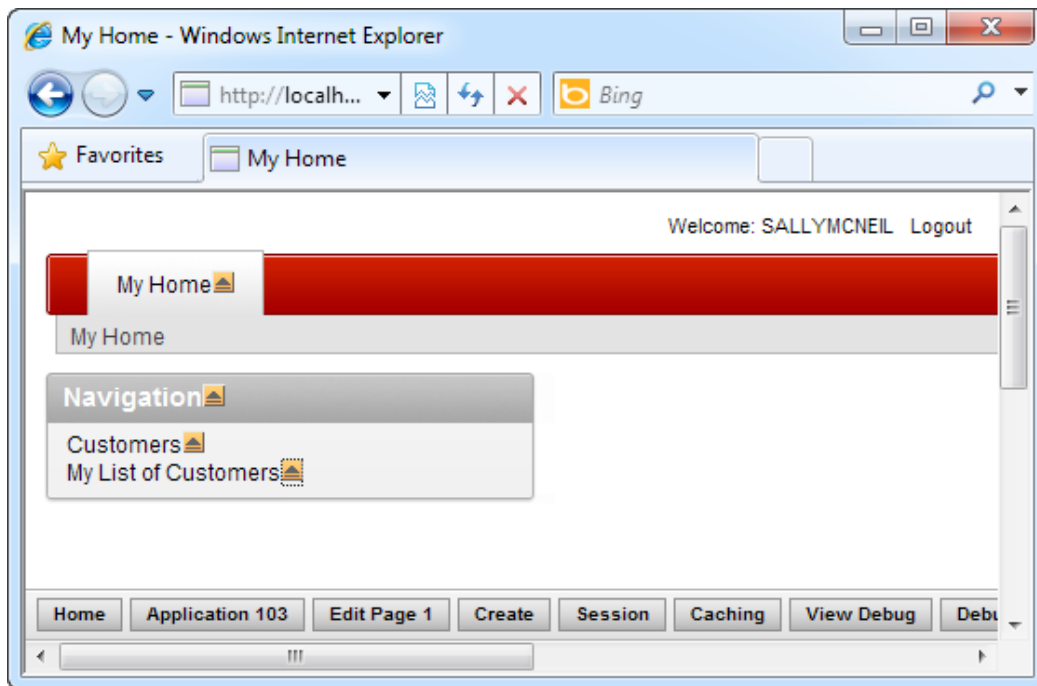 My Home - Windows Internet Explorer
http://localh... Bing
Favorites My Home
Welcome: SALLYMCNEIL Logout
My Home
My Home
Navigation
Customers
My List of Customers
Home Application 103 Edit Page 1 Create Session Caching View Debug